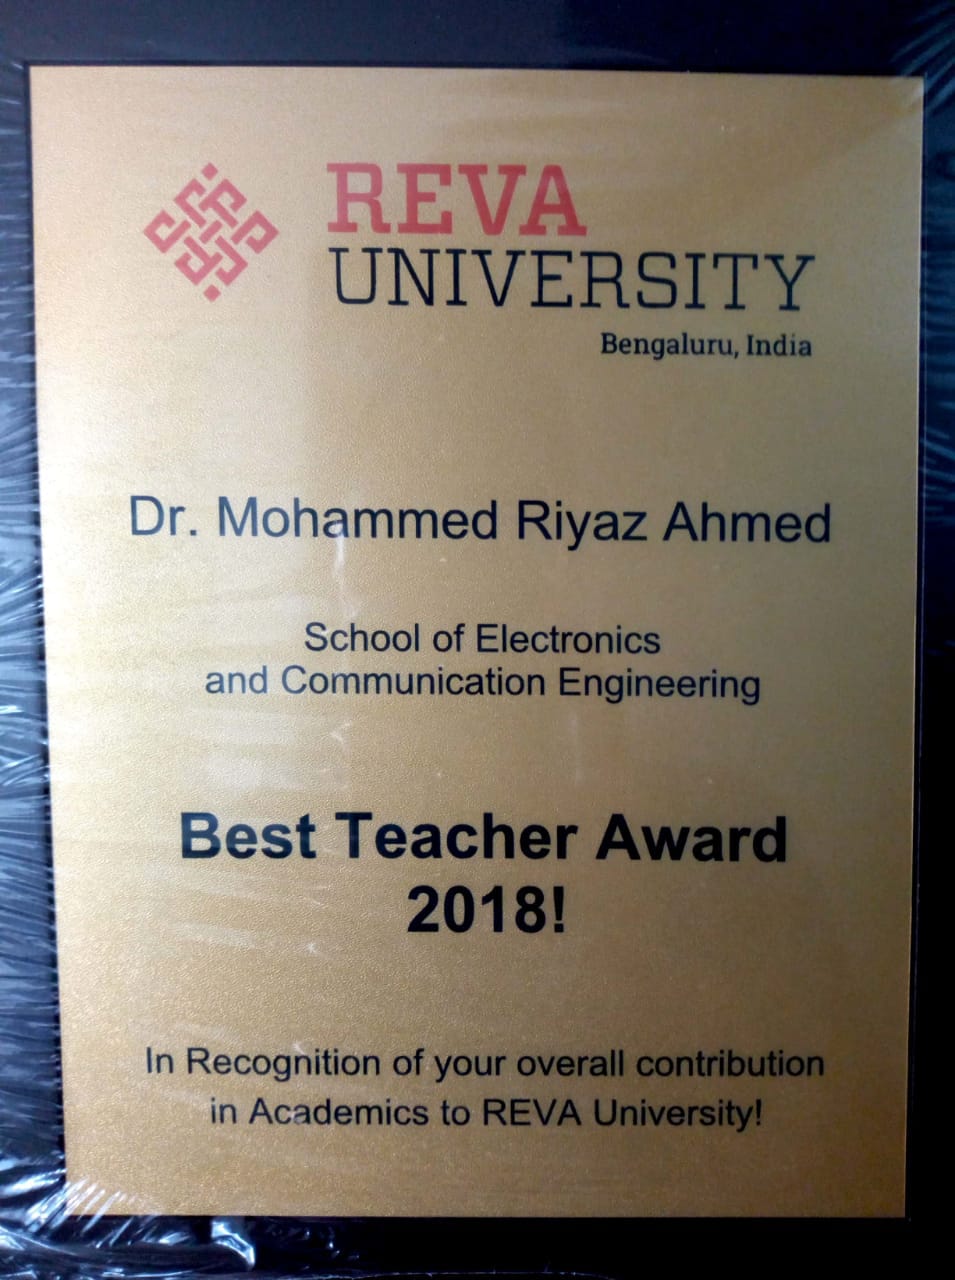 REVA
UNIVERSITY
Bengaluru, India
Dr. Mohammed Riyaz Ahmed
School of Electronics
and Communication Engineering
Best Teacher Award
2018!
In Recognition of your overall contribution
in Academics to REVA University!